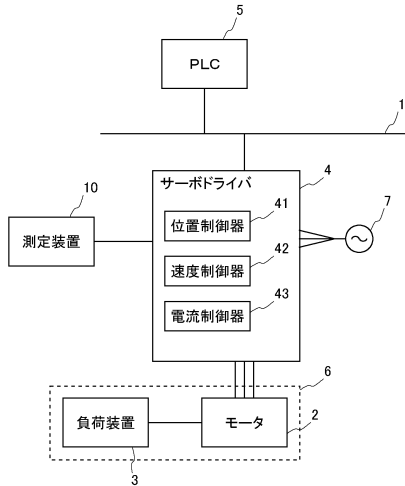 5
PLC
1
サーボドライバ
4
10
41
7
位置制御器
測定装置
42
速度制御器
43
電流制御器
6
負荷装置
モータ
2
3